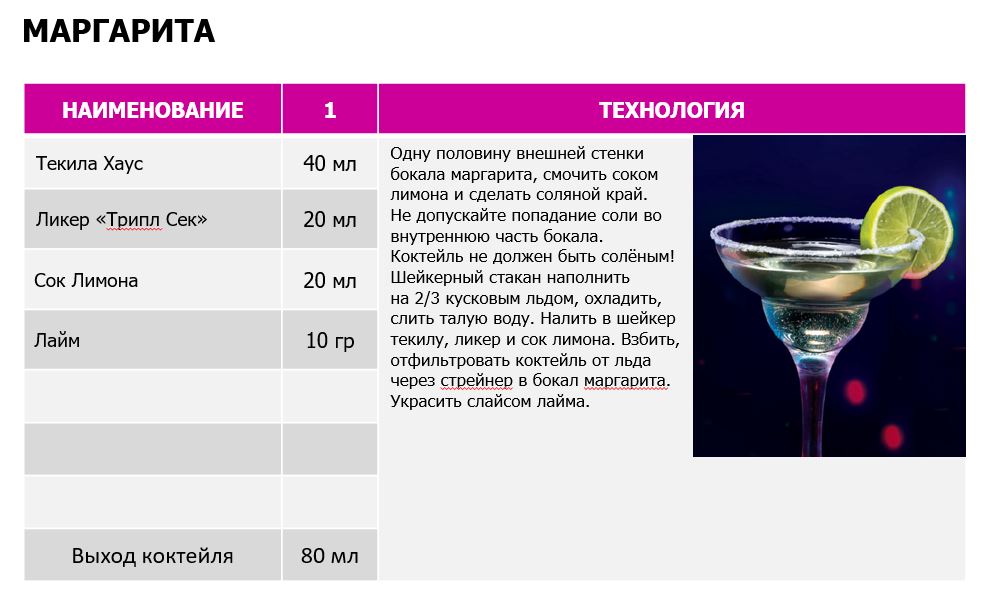 МАРГАРИТА
НАИМЕНОВАНИЕ 1 ТЕХНОЛОГИЯ
Текила Хаус 40 мл
Ликер «Трипл Сек» 20 мл
Сок Лимона 20 мл
Лайм 10 гр
Выход коктейля 80 мл
Одну половину внешней стенки
бокала маргарита, смочить соком
лимона и сделать соляной край.
Не допускайте попадание соли во
внутреннюю часть бокала.
Коктейль не должен быть солёным!
Шейкерный стакан наполнить
на 2/3 кусковым льдом, охладить,
слить талую воду. Налить в шейкер
текилу, ликер и сок лимона. Взбить,
отфильтровать коктейль от льда
через стрейнер в бокал маргарита.
Украсить слайсом лайма.